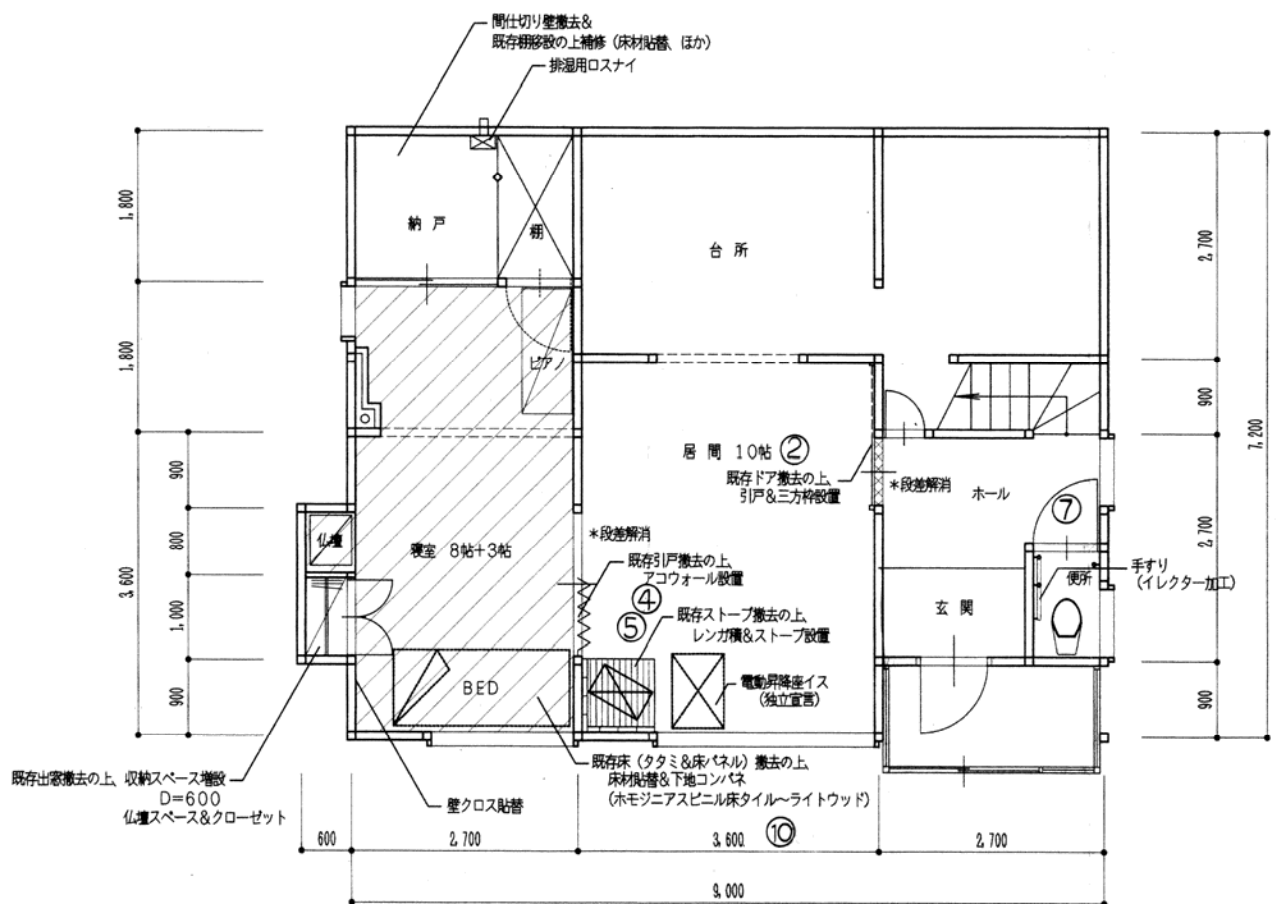 間仕切り壁撤去＆
既存棚移設の上補修（床材貼替、ほか）
排湿用ロスナイ
1,800
納戸
棚
台所
2,700
ピアノ
1,800
900
7,200
居間 10帖 ②
既存ドア撤去の上、
引戸＆三方枠設置
＊段差解消
ホール
⑦
900
仏壇
800
寝室 8帖+3帖
＊段差解消
既存引戸撤去の上、
アコウォール設置
④
⑤
既存ストーブ撤去の上、
レンガ積＆ストーブ設置
2,700
便所
手すり
（イレクター加工）
玄関
3,600
1,000
BED
電動昇降座イス
（独立宣言）
900
900
既存出窓撤去の上、収納スペース増設
D=600
仏壇スペース＆クローゼット
壁クロス貼替
既存床（タタミ＆床パネル）撤去の上、
床材貼替＆下地コンパネ
（ホモジニアスビニル床タイル～ライトウッド）
⑩
600
2,700
3,600
2,700
9,000